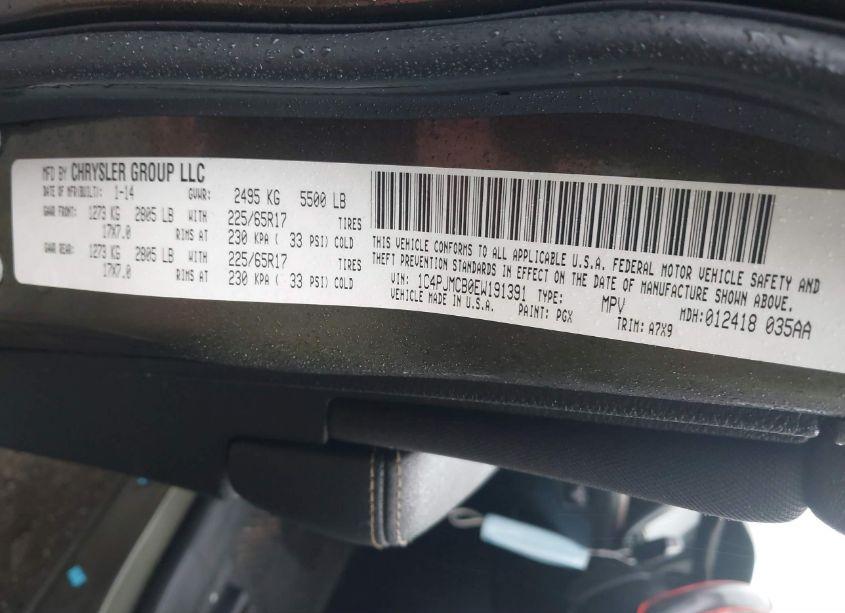 MFD BY CHRYSLER GROUP LLC
DATE OF MFR(BUILT): 1-14 GVWR: 2495 KG 5500 LB
GAWR FRONT: 1273 KG 2805 LB WITH 225/65R17 TIRES
17X7.0 RIMS AT 230 KPA ( 33 PSI) COLD
GAWR REAR: 1273 KG 2805 LB WITH 225/65R17 TIRES
17X7.0 RIMS AT 230 KPA ( 33 PSI) COLD
THIS VEHICLE CONFORMS TO ALL APPLICABLE U.S.A. FEDERAL MOTOR VEHICLE SAFETY AND
THEFT PREVENTION STANDARDS IN EFFECT ON THE DATE OF MANUFACTURE SHOWN ABOVE.
VIN: 1C4PJMCB0EW191391 TYPE: MPV MDH:012418 035AA
VEHICLE MADE IN U.S.A. PAINT: PGX TRIM: A7X9